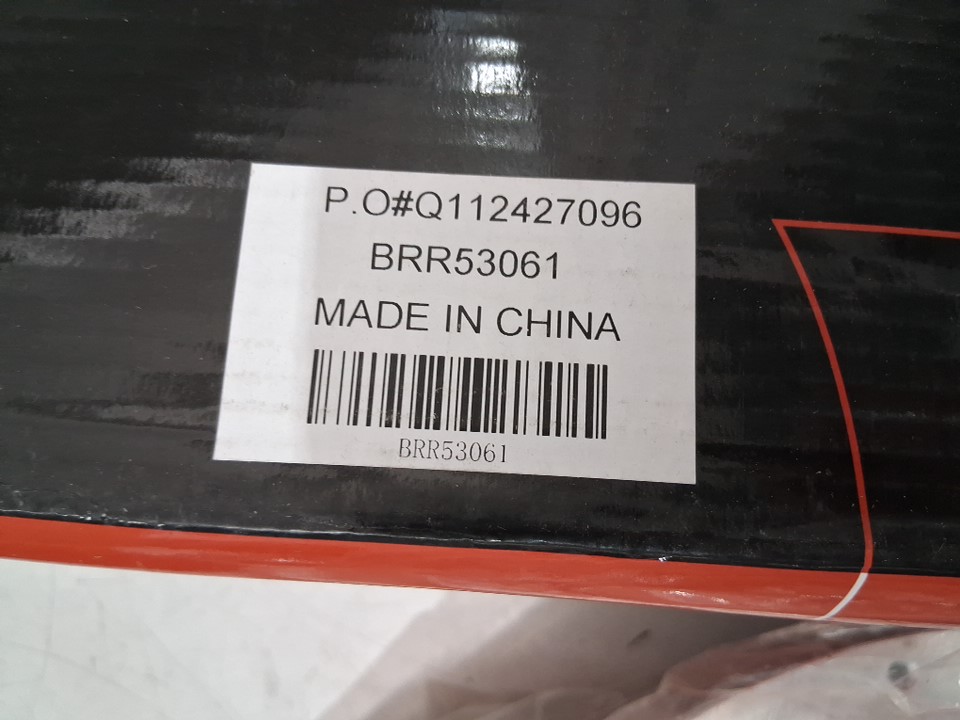 P.O#Q112427096
BRR53061
MADE IN CHINA
BRR53061